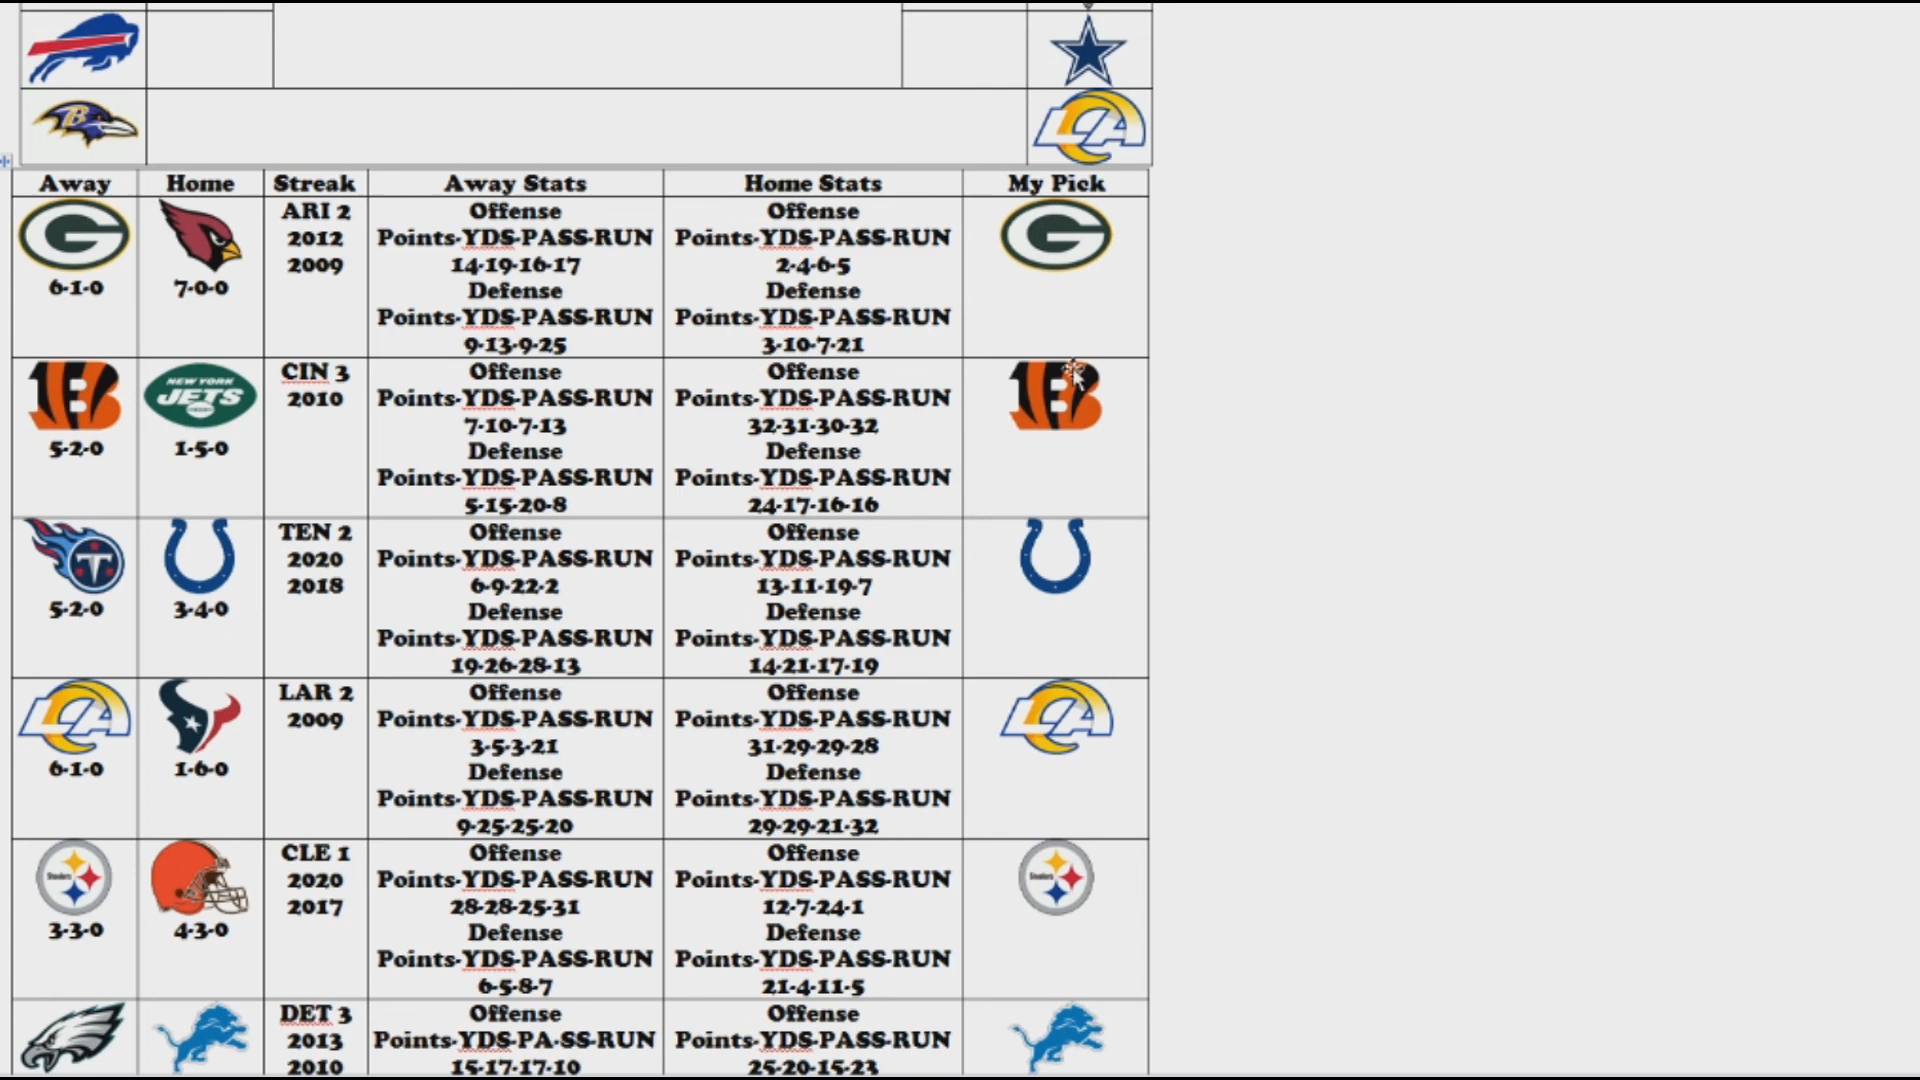 Away Home Streak Away Stats Home Stats My Pick
ARI 2
2012
2009
6-1-0 7-0-0
Offense
Points-YDS-PASS-RUN
14-19-16-17
Defense
Points-YDS-PASS-RUN
9-13-9-25
Offense
Points-YDS-PASS-RUN
2-4-6-5
Defense
Points-YDS-PASS-RUN
3-10-7-21
NEW YORK
JETS
5-2-0 1-5-0
CIN 3
2010
Offense
Points-YDS-PASS-RUN
7-10-7-13
Defense
Points-YDS-PASS-RUN
5-15-20-8
Offense
Points-YDS-PASS-RUN
32-31-30-32
Defense
Points-YDS-PASS-RUN
24-17-16-16
5-2-0 3-4-0
TEN 2
2020
2018
Offense
Points-YDS-PASS-RUN
6-9-22-2
Defense
Points-YDS-PASS-RUN
19-26-28-13
Offense
Points-YDS-PASS-RUN
13-11-19-7
Defense
Points-YDS-PASS-RUN
14-21-17-19
6-1-0 1-6-0
LAR 2
2009
Offense
Points-YDS-PASS-RUN
3-5-3-21
Defense
Points-YDS-PASS-RUN
9-25-25-20
Offense
Points-YDS-PASS-RUN
31-29-29-28
Defense
Points-YDS-PASS-RUN
29-29-21-32
Steelers
3-3-0 4-3-0
CLE 1
2020
2017
Offense
Points-YDS-PASS-RUN
28-28-25-31
Defense
Points-YDS-PASS-RUN
6-5-8-7
Offense
Points-YDS-PASS-RUN
12-7-24-1
Defense
Points-YDS-PASS-RUN
21-4-11-5
Steelers
DET 3
2013
2010
Offense
Points-YDS-PA-SS-RUN
15-17-17-10
Offense
Points-YDS-PASS-RUN
25-20-15-23